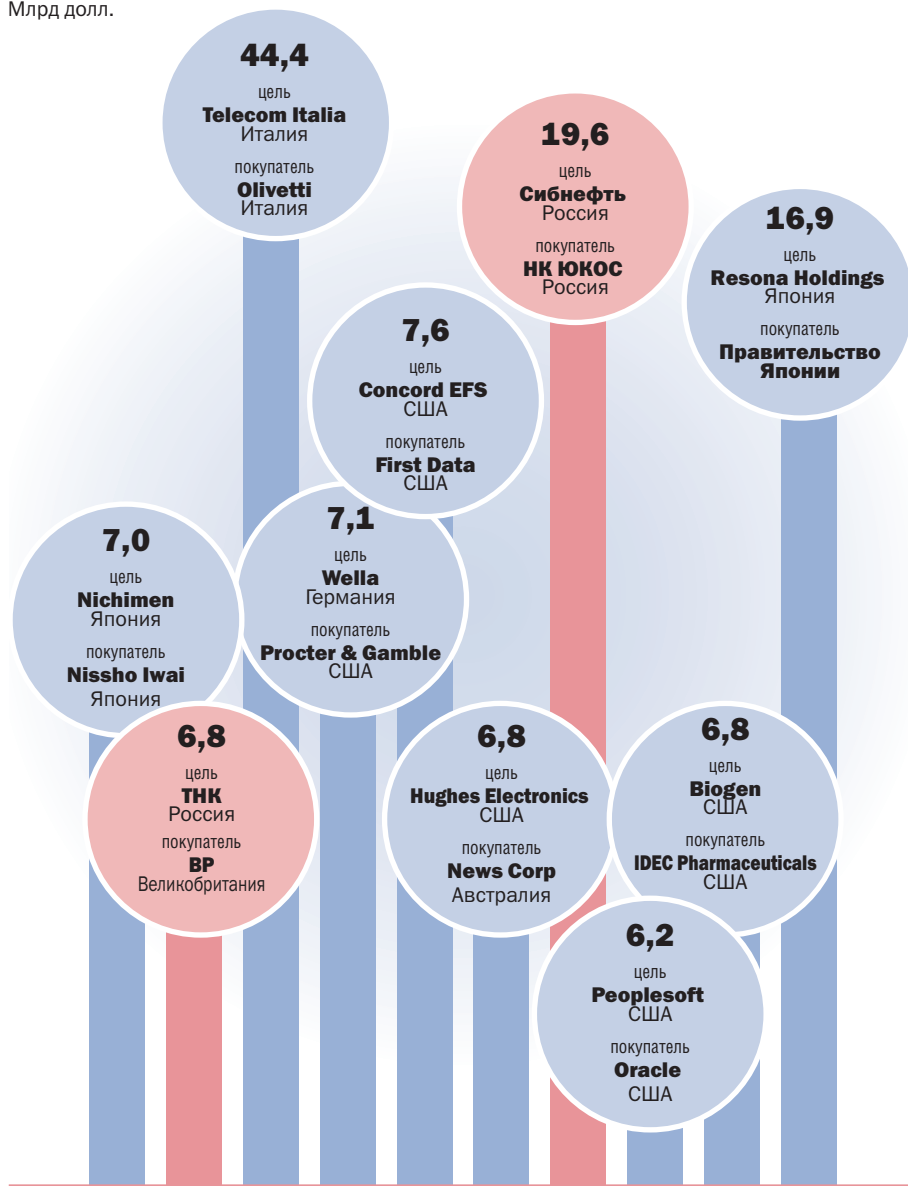 Млрд долл.
44,4
цель
Telecom Italia
Италия
покупатель
Olivetti
Италия
19,6
цель
Сибнефть
Россия
покупатель
НК ЮКОС
Россия
16,9
цель
Resona Holdings
Япония
покупатель
Правительство
Японии
7,6
цель
Concord EFS
США
покупатель
First Data
США
7,0
цель
Nichimen
Япония
покупатель
Nissho Iwai
Япония
7,1
цель
Wella
Германия
покупатель
Procter & Gamble
США
6,8
цель
ТНК
Россия
покупатель
BP
Великобритания
6,8
цель
Hughes Electronics
США
покупатель
News Corp
Австралия
6,8
цель
Biogen
США
покупатель
IDEC Pharmaceuticals
США
6,2
цель
Peoplesoft
США
покупатель
Oracle
США